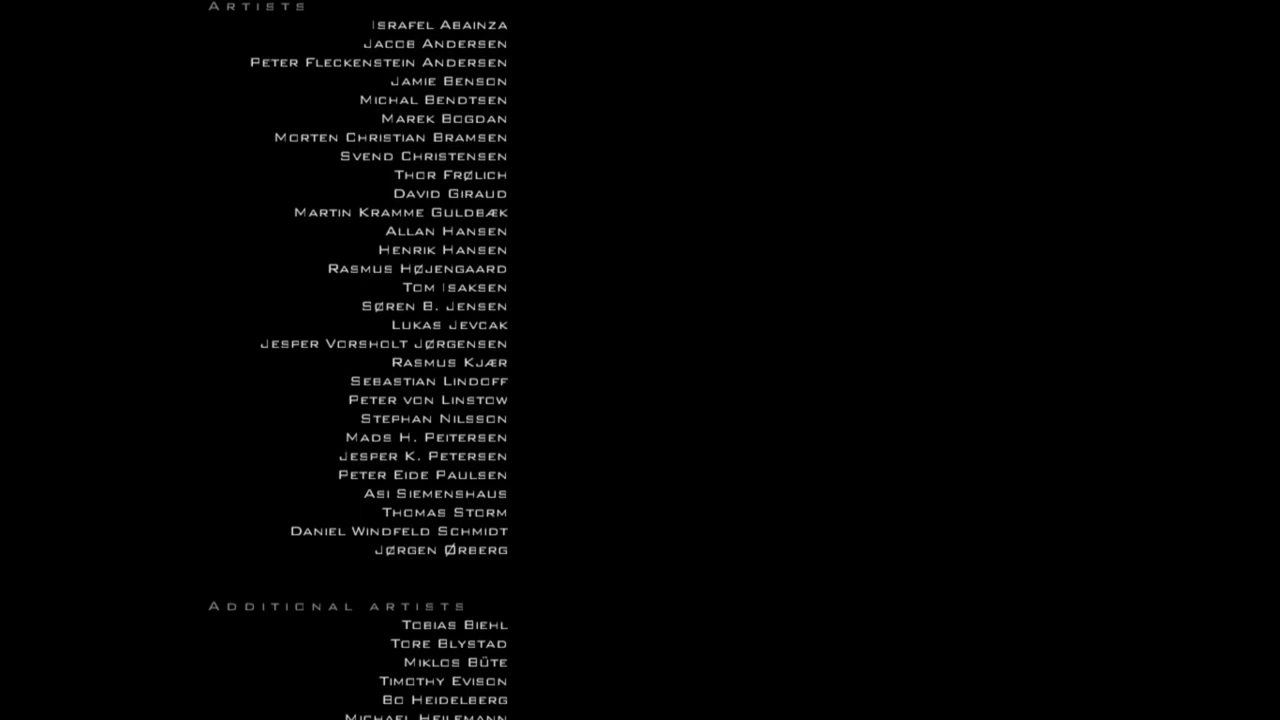 ARTISTS
ISRAFEL ABAINZA
JACOB ANDERSEN
PETER FLECKENSTEIN ANDERSEN
JAMIE BENSON
MICHAL BENDTSEN
MAREK BOGDAN
MORTEN CHRISTIAN BRAMSEN
SVEND CHRISTENSEN
THOR FRØLICH
DAVID GIRAUD
MARTIN KRAMME GULDBÆK
ALLAN HANSEN
HENRIK HANSEN
RASMUS HØJENGAARD
TOM ISAKSEN
SØREN B. JENSEN
LUKAS JEVCAK
JESPER VORSHOLT JØRGENSEN
RASMUS KJÆR
SEBASTIAN LINDOFF
PETER VON LINSTOW
STEPHAN NILSSON
MADS H. PEITERSEN
JESPER K. PETERSEN
PETER EIDE PAULSEN
ASI SIEMENSHAUS
THOMAS STORM
DANIEL WINDFELD SCHMIDT
JØRGEN ØRBERG
ADDITIONAL ARTISTS
TOBIAS BIEHL
TORE BLYSTAD
MIKLOS BÜTE
TIMOTHY EVISON
BO HEIDELBERG
MICHAEL HEILEMANN